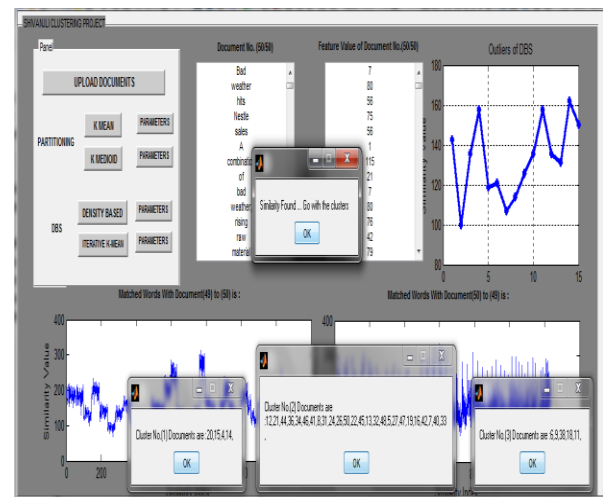 SHIVANJLI CLUSTERING PROJECT
Panel
UPLOAD DOCUMENTS
PARTITIONING
K MEAN
PARAMETERS
K MEDIOID
PARAMETERS
DBS
DENSITY BASED
PARAMETERS
ITERATIVE K-MEAN
PARAMETERS
Document No. (50/50)
Bad
weather
hits
Nestle
sales
A
combinatio
of
bad
weather
rising
raw
material
Feature Value of Document No.(50/50)
7
80
56
75
56
1
115
21
7
80
76
42
79
Outliers of DBS
180
160
140
120
100
80
0
5
10
15
Similarity Value
Similarity Found ... Go with the clusters
OK
Matched Words With Document(49) to (50) is :
400
300
200
100
0
0
200
Similarity Value
Matched Words With Document(50) to (49) is :
400
Cluster No.(1) Documents are :20,15,4,14,
OK
Cluster No.(2) Documents are
:12,21,44,36,34,46,41,8,31,24,26,50,22,45,13,32,48,5,27,47,19,16,42,7,40,33
,
OK
Cluster No.(3) Documents are :6,9,38,18,11,
OK